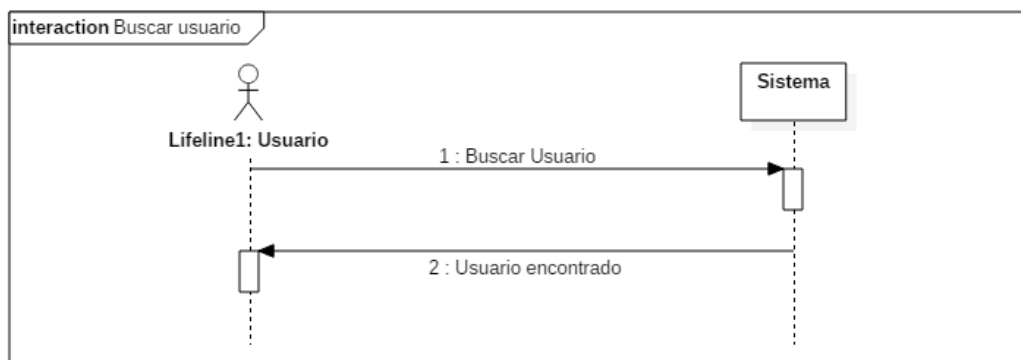 interaction Buscar usuario
Sistema
Lifeline1: Usuario
1 : Buscar Usuario
2 : Usuario encontrado